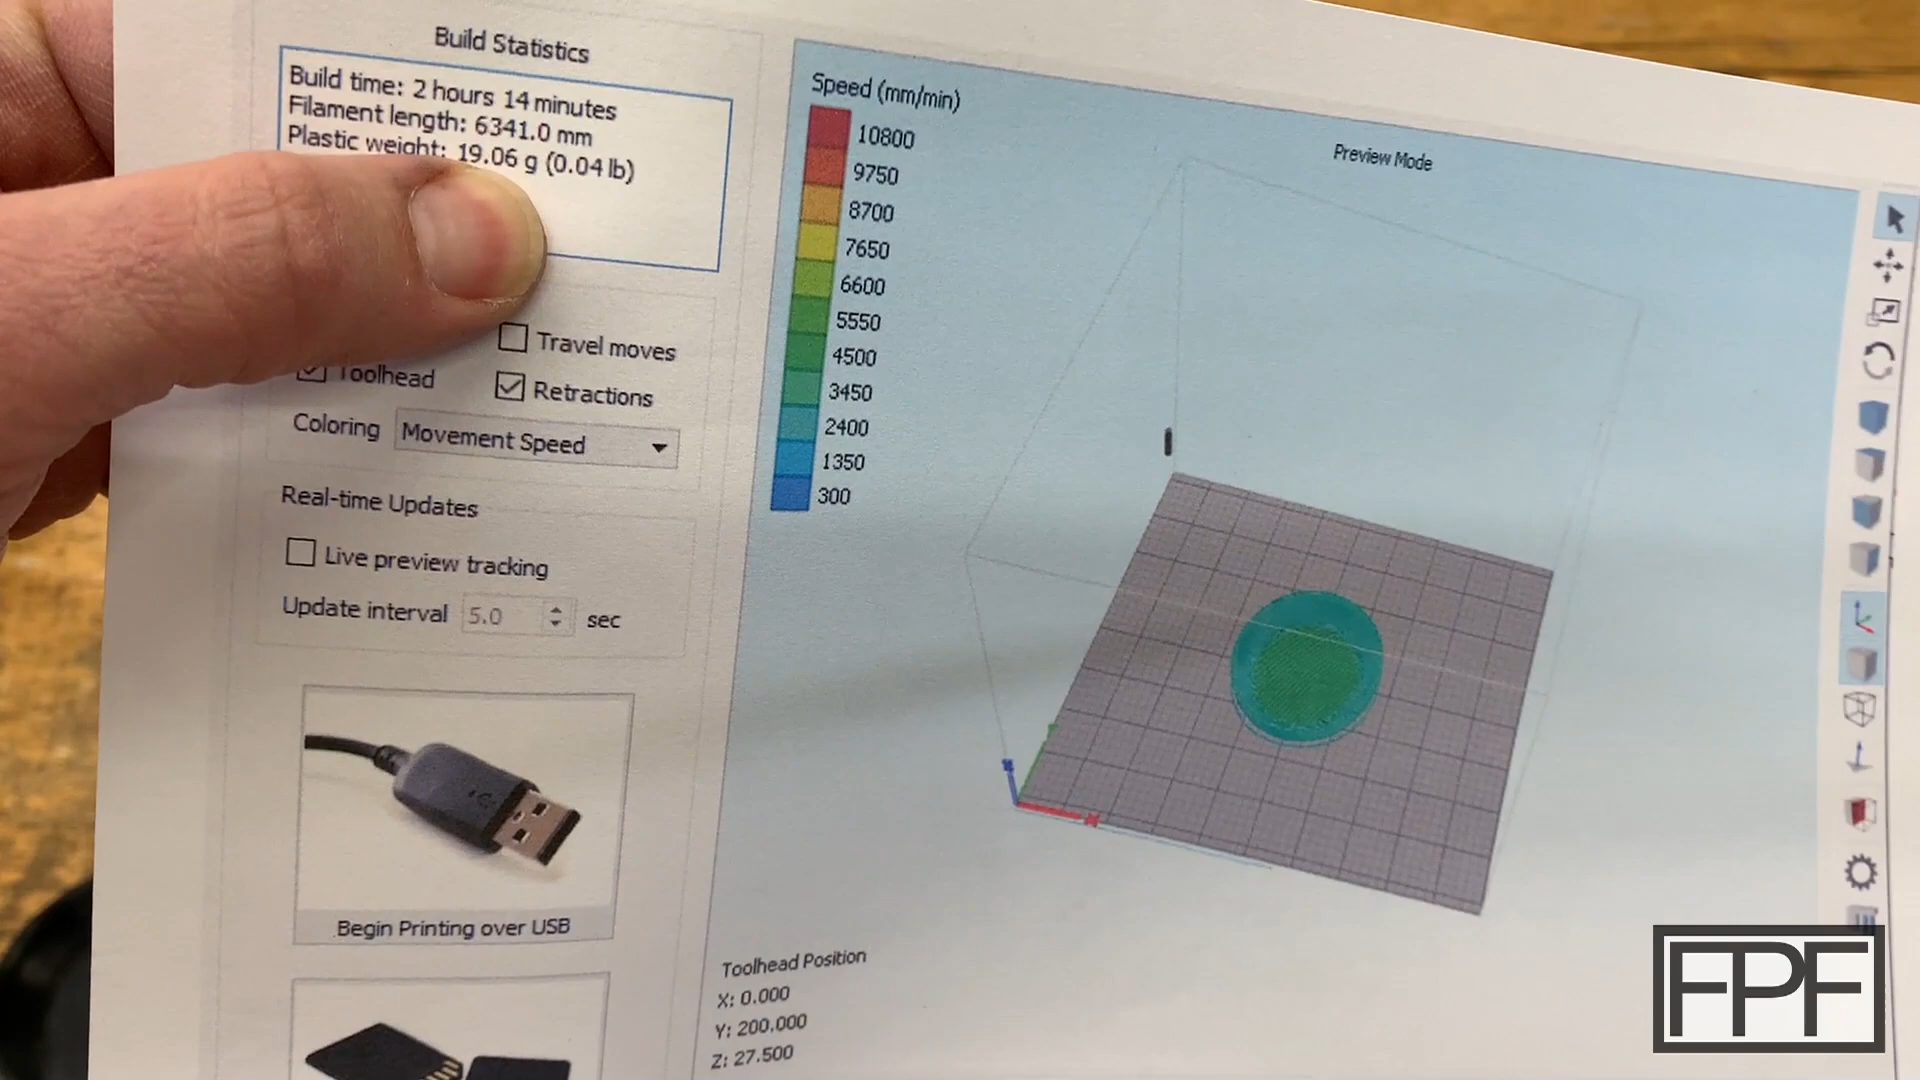 Build Statistics
Build time: 2 hours 14 minutes
Filament length: 6341.0 mm
Plastic weight: 19.06 g (0.04 lb)
Travel moves
Toolhead
Retractions
Coloring
Movement Speed
Real-time Updates
Live preview tracking
Update interval 5.0 sec
Begin Printing over USB
Speed (mm/min)
10800
9750
8700
7650
6600
5550
4500
3450
2400
1350
300
Preview Mode
Toolhead Position
X: 0.000
Y: 200.000
Z: 27.500
FPF